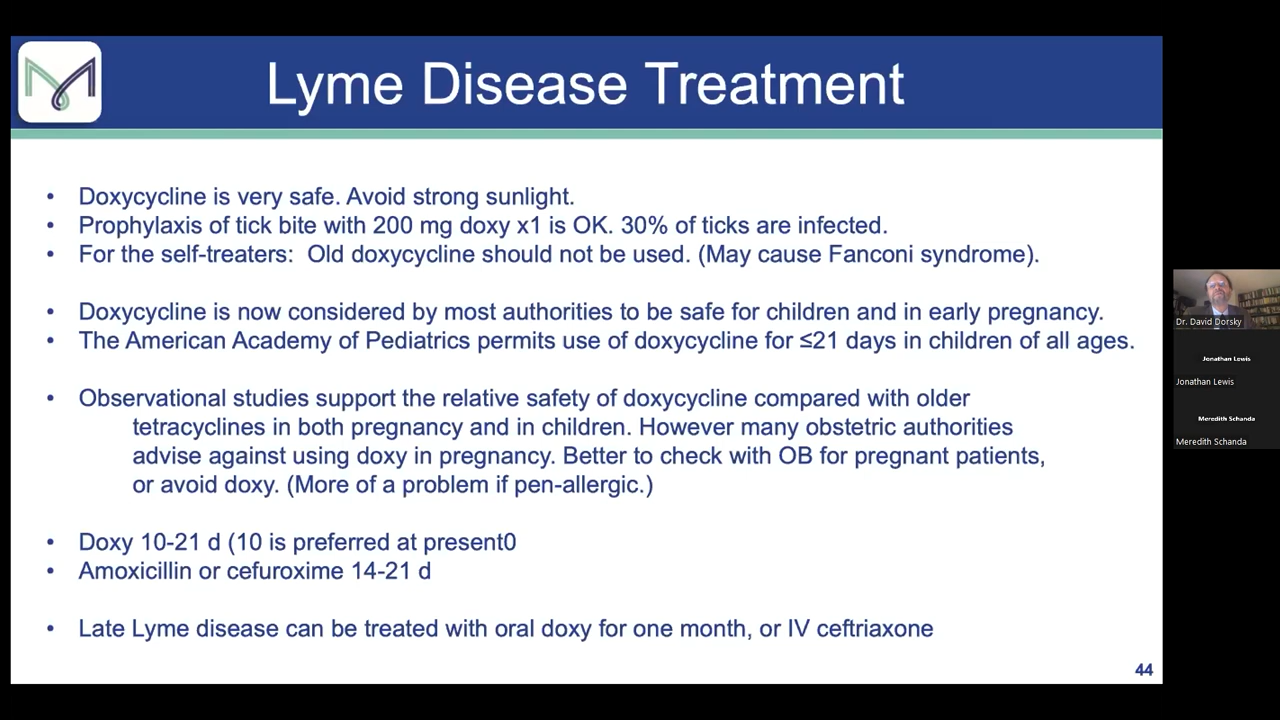 Lyme Disease Treatment
• Doxycycline is very safe. Avoid strong sunlight.
• Prophylaxis of tick bite with 200 mg doxy x1 is OK. 30% of ticks are infected.
• For the self-treaters: Old doxycycline should not be used. (May cause Fanconi syndrome).
• Doxycycline is now considered by most authorities to be safe for children and in early pregnancy.
• The American Academy of Pediatrics permits use of doxycycline for ≤21 days in children of all ages.
• Observational studies support the relative safety of doxycycline compared with older
tetracyclines in both pregnancy and in children. However many obstetric authorities
advise against using doxy in pregnancy. Better to check with OB for pregnant patients,
or avoid doxy. (More of a problem if pen-allergic.)
• Doxy 10-21 d (10 is preferred at present0
• Amoxicillin or cefuroxime 14-21 d
• Late Lyme disease can be treated with oral doxy for one month, or IV ceftriaxone
44
Dr. David Dorsky
Jonathan Lewis
Jonathan Lewis
Meredith Schanda
Meredith Schanda